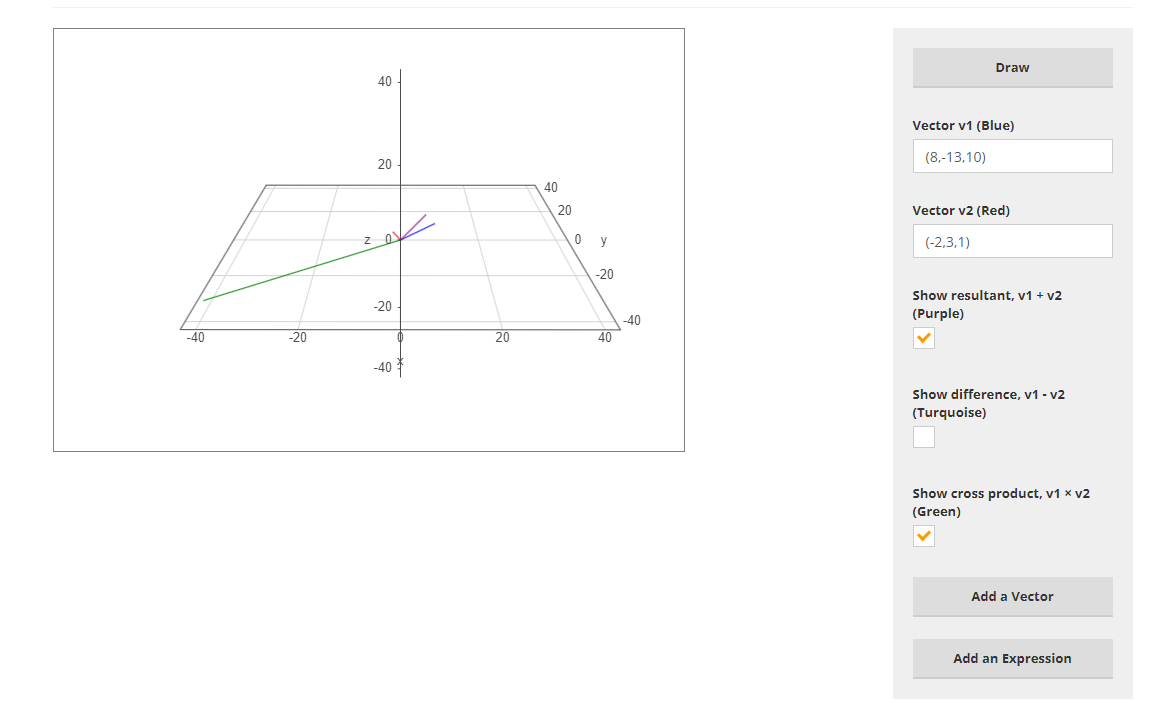 40
20
z
0
-20
-40
x
40
20
0
y
-20
-40
-40
-20
0
20
40
Draw
Vector v1 (Blue)
(8,-13,10)
Vector v2 (Red)
(-2,3,1)
Show resultant, v1 + v2
(Purple)
Show difference, v1 - v2
(Turquoise)
Show cross product, v1 × v2
(Green)
Add a Vector
Add an Expression